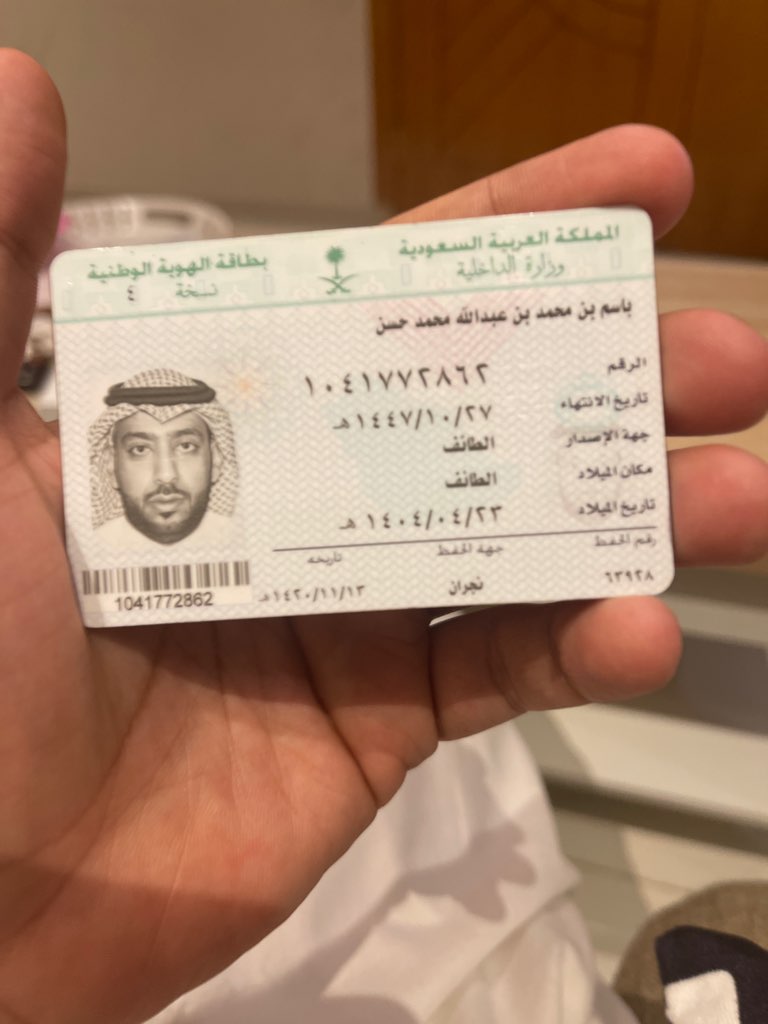 المملكة العربية السعودية
وزارة الداخلية
بطاقة الهوية الوطنية
نسخة ٤
باسم بن محمد بن عبدالله محمد حسن
الرقم ١٠٤١٧٧٢٨٦٢
تاريخ الانتهاء ١٤٤٧/١٠/٢٧ هـ
جهة الإصدار الطائف
مكان الميلاد الطائف
تاريخ الميلاد ١٤٠٤/٠٤/٢٣ هـ
رقم الحفظ جهة الحفظ تاريخه
٦٣٩٢٨ نجران ١٤٢٠/١١/١٣هـ
1041772862